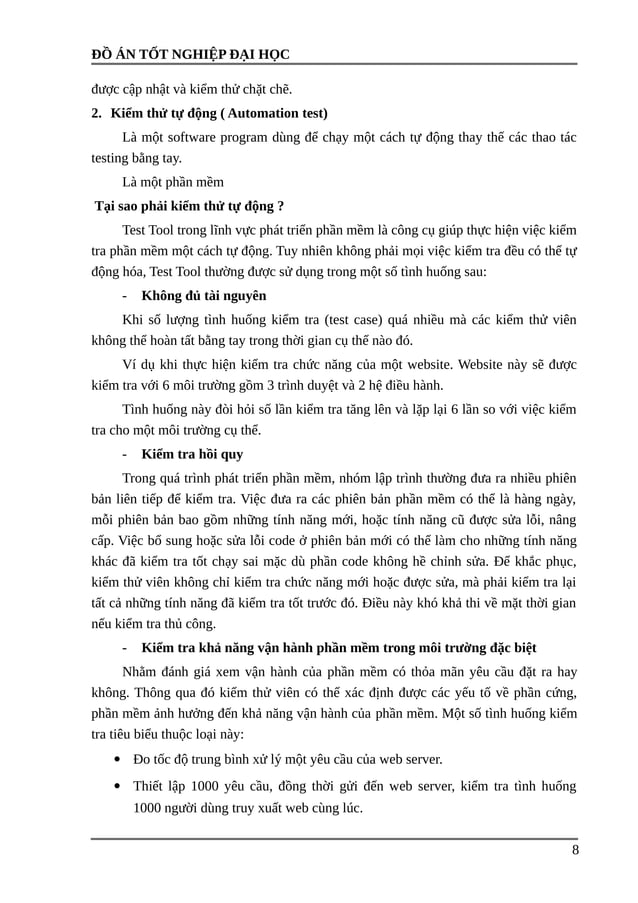 ĐỒ ÁN TỐT NGHIỆP ĐẠI HỌC
được cập nhật và kiểm thử chặt chẽ.
2. Kiểm thử tự động ( Automation test)
Là một software program dùng để chạy một cách tự động thay thế các thao tác
testing bằng tay.
Là một phần mềm
Tại sao phải kiểm thử tự động ?
Test Tool trong lĩnh vực phát triển phần mềm là công cụ giúp thực hiện việc kiểm
tra phần mềm một cách tự động. Tuy nhiên không phải mọi việc kiểm tra đều có thể tự
động hóa, Test Tool thường được sử dụng trong một số tình huống sau:
- Không đủ tài nguyên
Khi số lượng tình huống kiểm tra (test case) quá nhiều mà các kiểm thử viên
không thể hoàn tất bằng tay trong thời gian cụ thể nào đó.
Ví dụ khi thực hiện kiểm tra chức năng của một website. Website này sẽ được
kiểm tra với 6 môi trường gồm 3 trình duyệt và 2 hệ điều hành.
Tình huống này đòi hỏi số lần kiểm tra tăng lên và lặp lại 6 lần so với việc kiểm
tra cho một môi trường cụ thể.
- Kiểm tra hồi quy
Trong quá trình phát triển phần mềm, nhóm lập trình thường đưa ra nhiều phiên
bản liên tiếp để kiểm tra. Việc đưa ra các phiên bản phần mềm có thể là hàng ngày,
mỗi phiên bản bao gồm những tính năng mới, hoặc tính năng cũ được sửa lỗi, nâng
cấp. Việc bổ sung hoặc sửa lỗi code ở phiên bản mới có thể làm cho những tính năng
khác đã kiểm tra tốt chạy sai mặc dù phần code không hề chỉnh sửa. Để khắc phục,
kiểm thử viên không chỉ kiểm tra chức năng mới hoặc được sửa, mà phải kiểm tra lại
tất cả những tính năng đã kiểm tra tốt trước đó. Điều này khó khả thi về mặt thời gian
nếu kiểm tra thủ công.
- Kiểm tra khả năng vận hành phần mềm trong môi trường đặc biệt
Nhằm đánh giá xem vận hành của phần mềm có thỏa mãn yêu cầu đặt ra hay
không. Thông qua đó kiểm thử viên có thể xác định được các yếu tố về phần cứng,
phần mềm ảnh hưởng đến khả năng vận hành của phần mềm. Một số tình huống kiểm
tra tiêu biểu thuộc loại này:
• Đo tốc độ trung bình xử lý một yêu cầu của web server.
• Thiết lập 1000 yêu cầu, đồng thời gửi đến web server, kiểm tra tình huống
1000 người dùng truy xuất web cùng lúc.
8